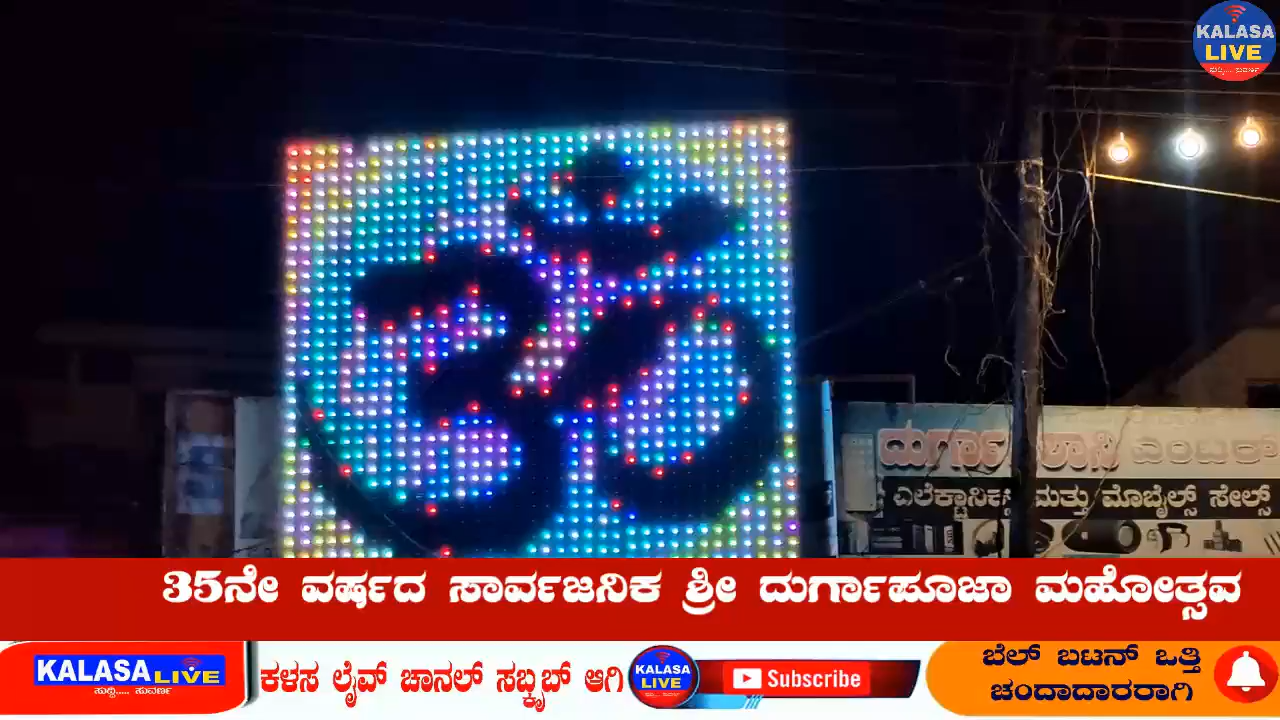 KALASA
LIVE
ದುರ್ಗಾ
ಎಲೆಕ್ಟ್ರಾನಿಕ್ಸ್ ಮತ್ತು ಮೊಬೈಲ್ಸ್ ಸೇಲ್ಸ್
35ನೇ ವರ್ಷದ ಸಾರ್ವಜನಿಕ ಶ್ರೀ ದುರ್ಗಾಪೂಜಾ ಮಹೋತ್ಸವ
KALASA LIVE
ಸುದ್ದಿ.... ಸುವರ್ಣ
ಕಳಸ ಲೈವ್ ಚಾನಲ್ ಸಬ್ಸ್ಕ್ರೈಬ್ ಆಗಿ
KALASA
LIVE
Subscribe
ಬೆಲ್ ಬಟನ್ ಒತ್ತಿ
ಚಂದಾದಾರರಾಗಿ